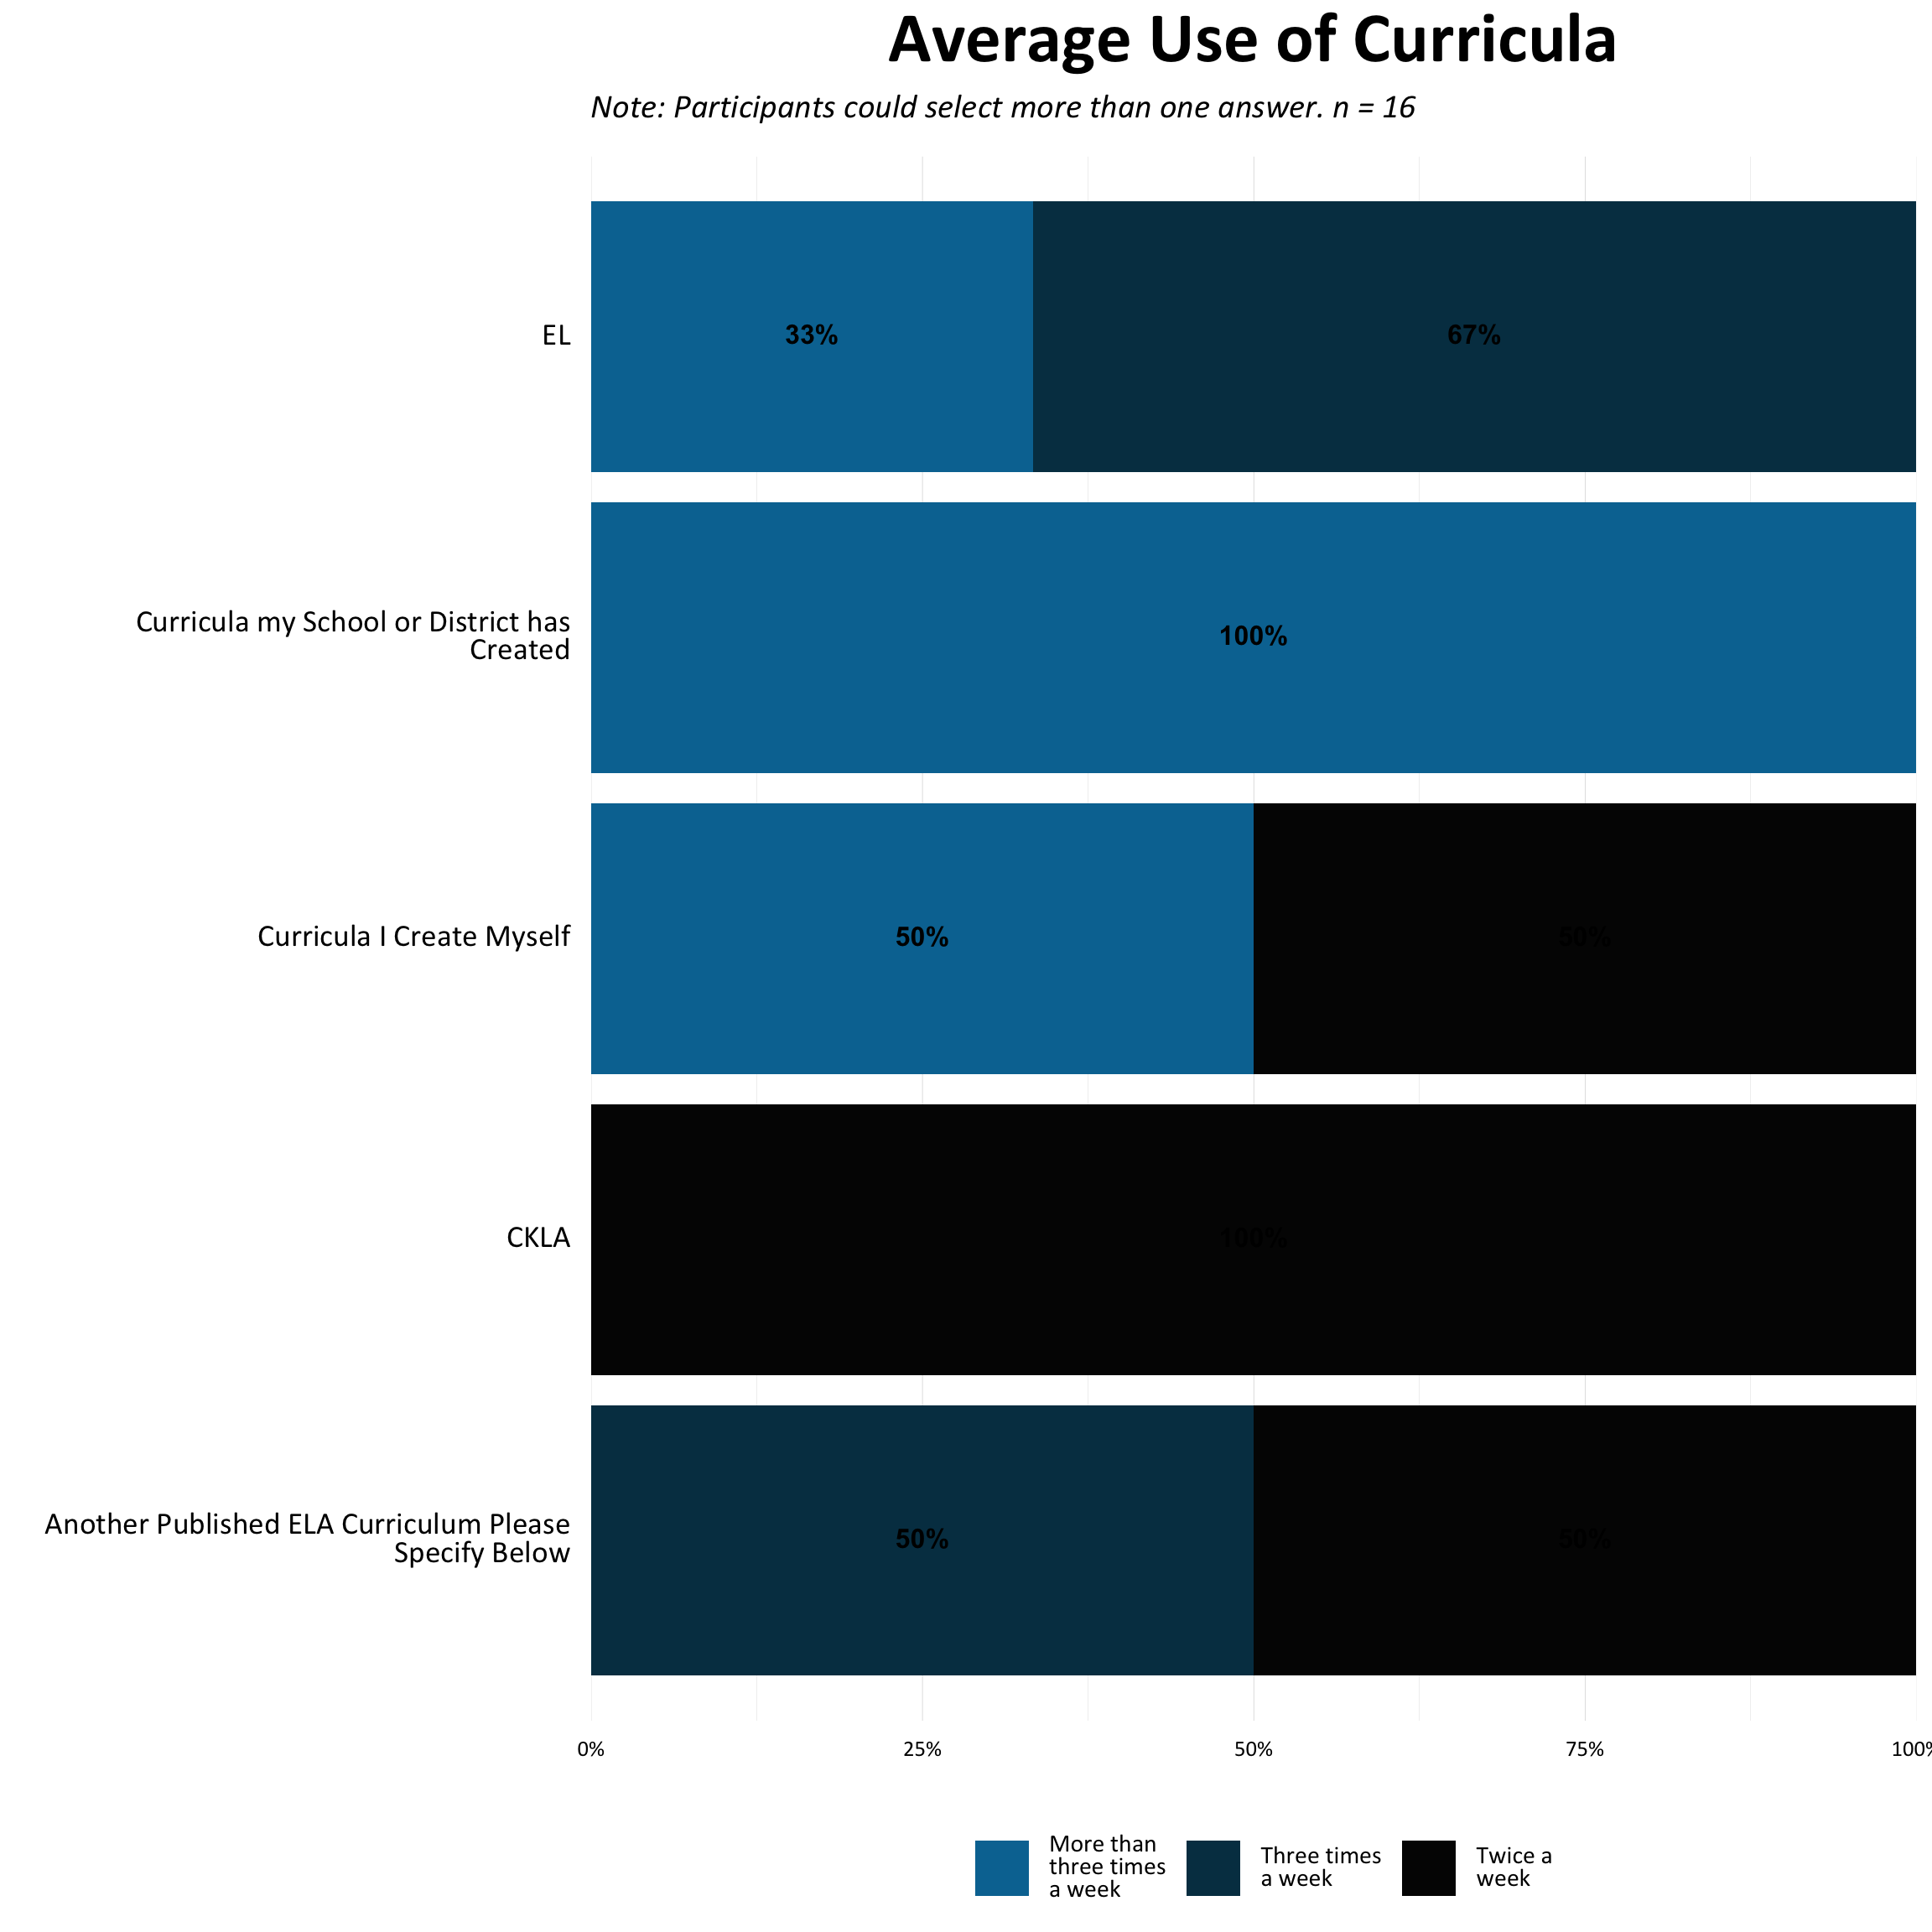 Average Use of Curricula
Note: Participants could select more than one answer. n = 16
EL
33%
67%
Curricula my School or District has
Created
100%
Curricula I Create Myself
50%
50%
CKLA
100%
Another Published ELA Curriculum Please
Specify Below
50%
50%
0%
25%
50%
75%
100%
More than
three times
a week
Three times
a week
Twice a
week